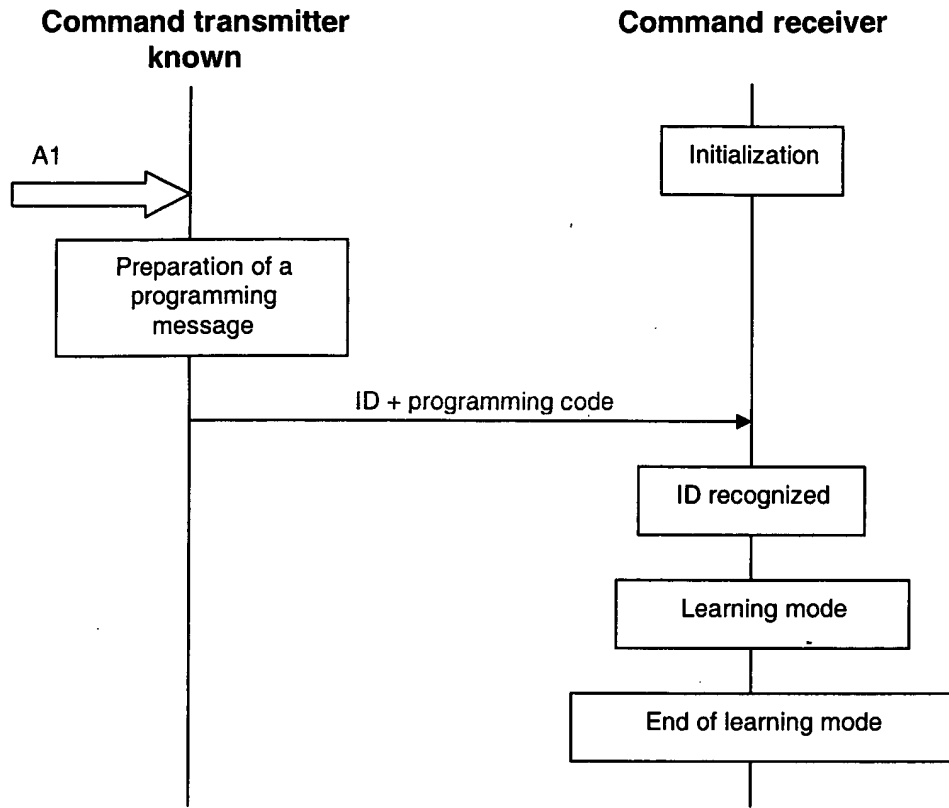 Command transmitter
known
Command receiver
A1
Initialization
Preparation of a
programming
message
ID + programming code
ID recognized
Learning mode
End of learning mode